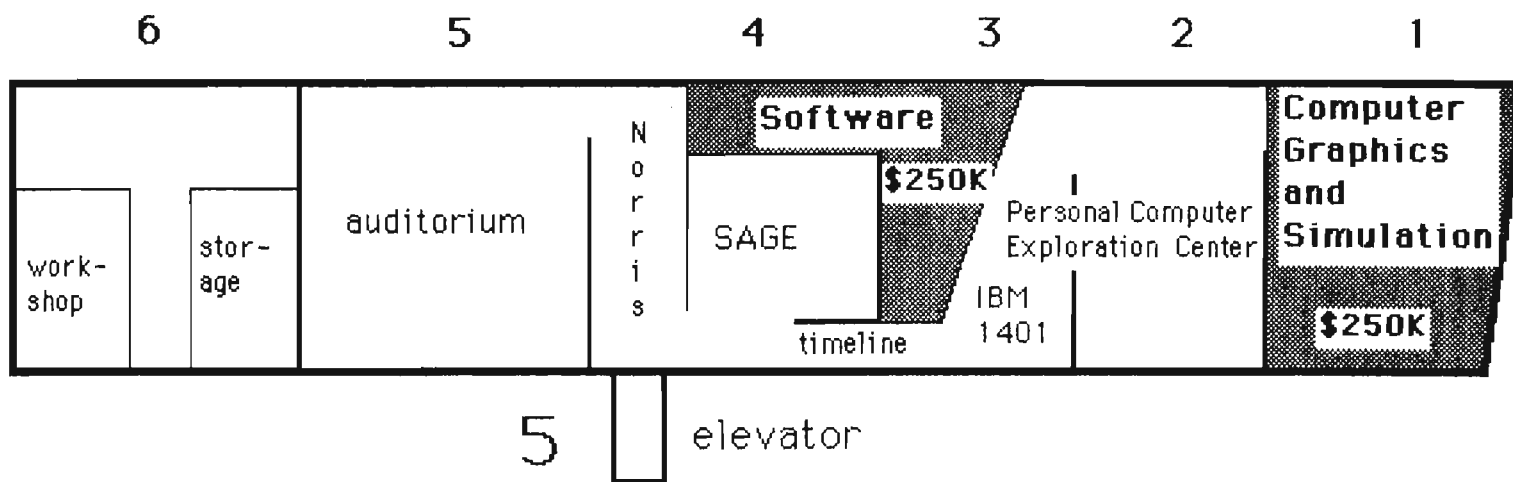 6 5 4 3 2 1
Software
$250K
Computer
Graphics
and
Simulation
$250K
work-
shop
stor-
age
auditorium
Norris
SAGE
timeline
IBM
1401
Personal Computer
Exploration Center
5 elevator